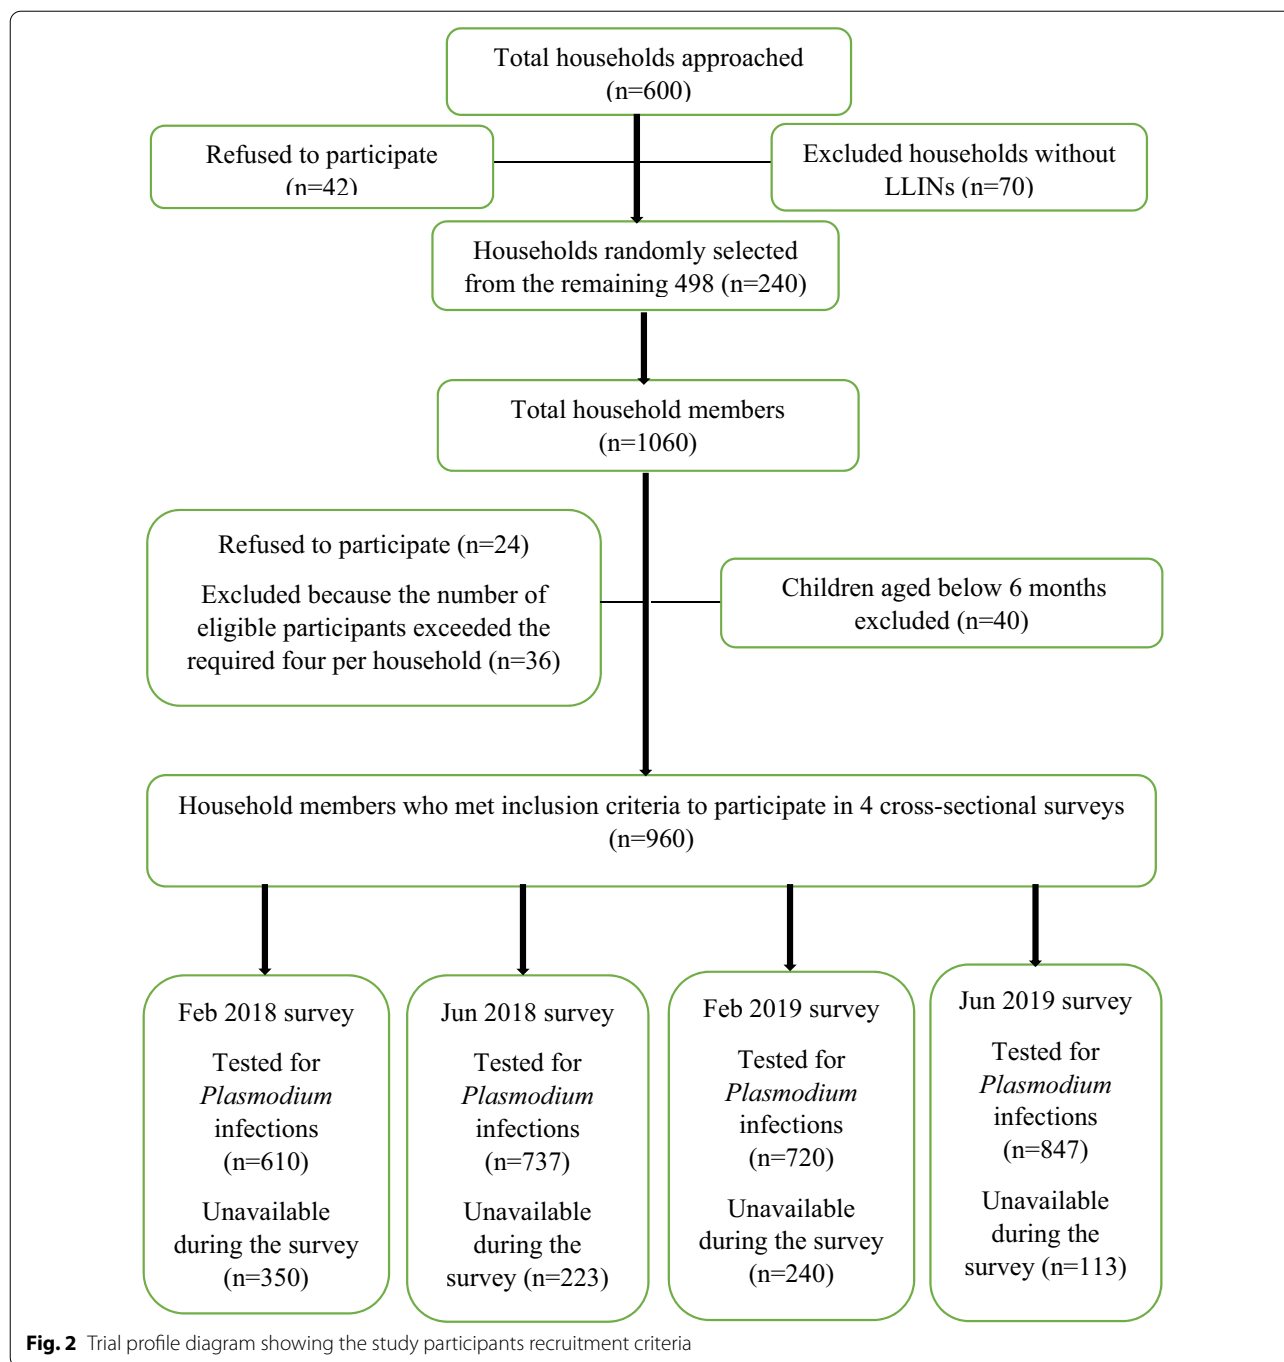 Total households approached
(n=600)
Refused to participate
(n=42)
Excluded households without
LLINs (n=70)
Households randomly selected
from the remaining 498 (n=240)
Total household members
(n=1060)
Refused to participate (n=24)
Excluded because the number of
eligible participants exceeded the
required four per household (n=36)
Children aged below 6 months
excluded (n=40)
Household members who met inclusion criteria to participate in 4 cross-sectional surveys
(n=960)
Feb 2018 survey
Tested for
Plasmodium
infections
(n=610)
Unavailable
during the survey
(n=350)
Jun 2018 survey
Tested for
Plasmodium
infections
(n=737)
Unavailable
during the
survey (n=223)
Feb 2019 survey
Tested for
Plasmodium
infections
(n=720)
Unavailable
during the survey
(n=240)
Jun 2019 survey
Tested for
Plasmodium
infections
(n=847)
Unavailable
during the
survey (n=113)
Fig. 2 Trial profile diagram showing the study participants recruitment criteria